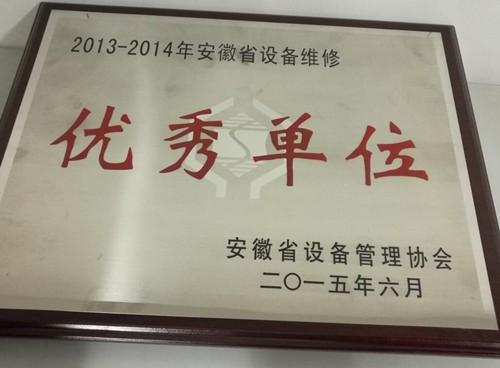 2013-2014年安徽省设备维修
优秀单位
安徽省设备管理协会
二〇一五年六月